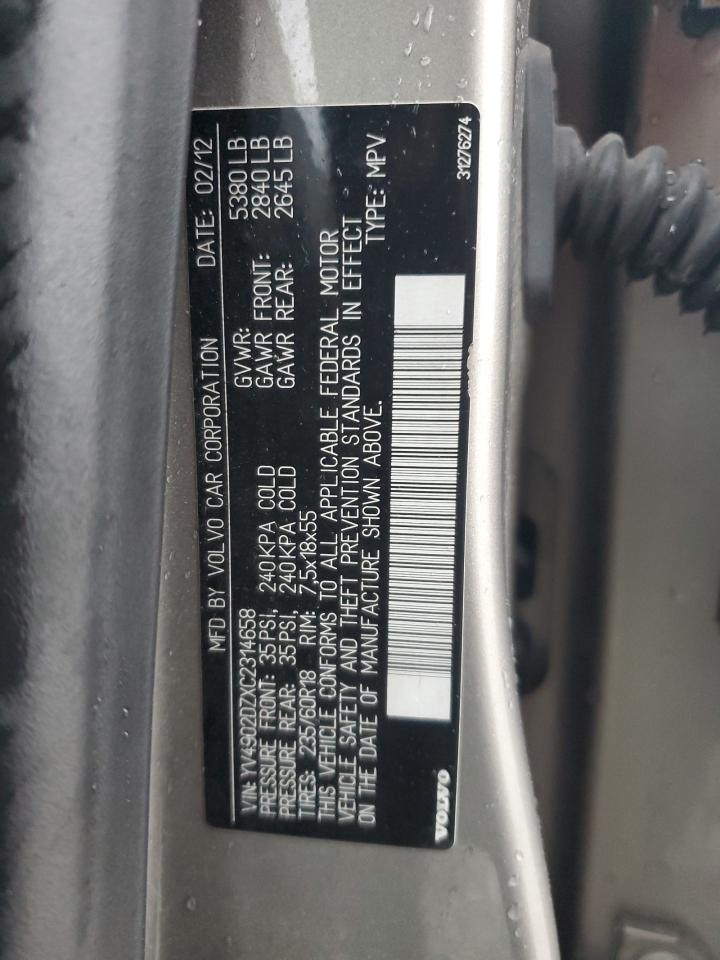 MFD BY VOLVO CAR CORPORATION DATE: 02/12
VIN: YV4902DZXC2314658 GVWR: 5380 LB
PRESSURE FRONT: 35PSI, 240KPA COLD GAWR FRONT: 2840 LB
PRESSURE REAR: 35PSI, 240KPA COLD GAWR REAR: 2645 LB
TIRES: 235/60R18 RIM: 7,5x18x55
THIS VEHICLE CONFORMS TO ALL APPLICABLE FEDERAL MOTOR
VEHICLE SAFETY AND THEFT PREVENTION STANDARDS IN EFFECT
ON THE DATE OF MANUFACTURE SHOWN ABOVE. TYPE: MPV
VOLVO 31276274